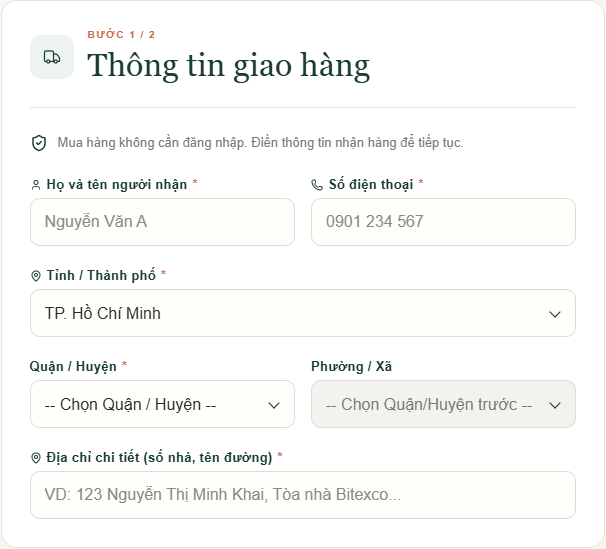 BƯỚC 1 / 2
Thông tin giao hàng
Mua hàng không cần đăng nhập. Điền thông tin nhận hàng để tiếp tục.
Họ và tên người nhận * Số điện thoại *
Nguyễn Văn A 0901 234 567
Tỉnh / Thành phố *
TP. Hồ Chí Minh
Quận / Huyện * Phường / Xã
-- Chọn Quận / Huyện -- -- Chọn Quận/Huyện trước --
Địa chỉ chi tiết (số nhà, tên đường) *
VD: 123 Nguyễn Thị Minh Khai, Tòa nhà Bitexco...